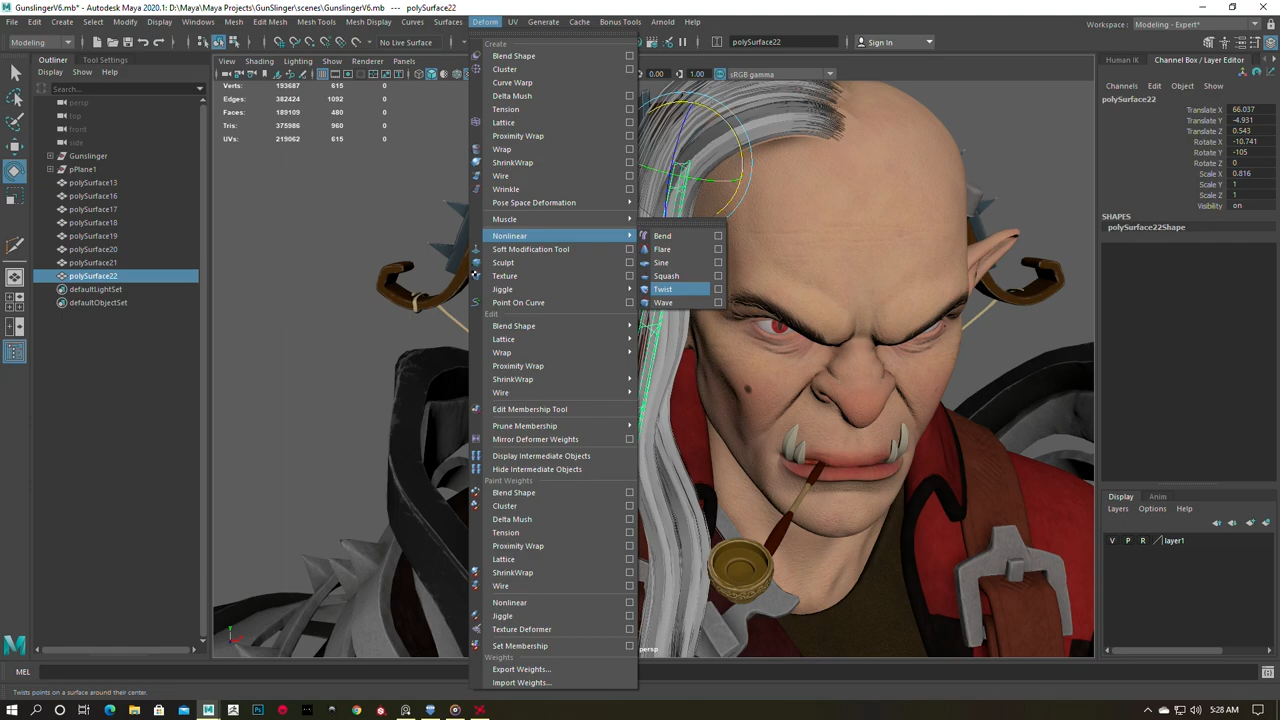 GunslingerV6.mb* - Autodesk Maya 2020.1: D:\Maya\Maya Projects\GunSlinger\scenes\GunslingerV6.mb --- polySurface22
File Edit Create Select Modify Display Windows Mesh Edit Mesh Mesh Tools Mesh Display Curves Surfaces Deform UV Generate Cache Bonus Tools Arnold Help
Workspace : Modeling - Expert*
Modeling
No Live Surface
polySurface22
Sign In
Outliner Tool Settings
Display Show Help
Search...
persp
top
front
side
Gunslinger
pPlane1
polySurface13
polySurface16
polySurface17
polySurface18
polySurface19
polySurface20
polySurface21
polySurface22
defaultLightSet
defaultObjectSet
View Shading Lighting Show Renderer Panels
0.00 1.00 sRGB gamma
Verts: 193687 615 0
Edges: 382424 1092 0
Faces: 189109 480 0
Tris: 375986 960 0
UVs: 219062 615 0
Create
Blend Shape
Cluster
Curve Warp
Delta Mush
Tension
Lattice
Proximity Wrap
Wrap
ShrinkWrap
Wire
Wrinkle
Pose Space Deformation
Muscle
Nonlinear
Soft Modification Tool
Sculpt
Texture
Jiggle
Point On Curve
Edit
Blend Shape
Lattice
Wrap
Proximity Wrap
ShrinkWrap
Wire
Edit Membership Tool
Prune Membership
Mirror Deformer Weights
Display Intermediate Objects
Hide Intermediate Objects
Paint Weights
Blend Shape
Cluster
Delta Mush
Tension
Proximity Wrap
Lattice
ShrinkWrap
Wire
Nonlinear
Jiggle
Texture Deformer
Set Membership
Weights
Export Weights...
Import Weights...
Bend
Flare
Sine
Squash
Twist
Wave
persp
Human IK Channel Box / Layer Editor
Channels Edit Object Show
polySurface22
Translate X 66.037
Translate Y -4.931
Translate Z 0.543
Rotate X -10.741
Rotate Y -105
Rotate Z 0
Scale X 0.816
Scale Y 1
Scale Z 1
Visibility on
SHAPES
polySurface22Shape
Display Anim
Layers Options Help
V P R layer1
MEL
Twists points on a surface around their center.
5:28 AM